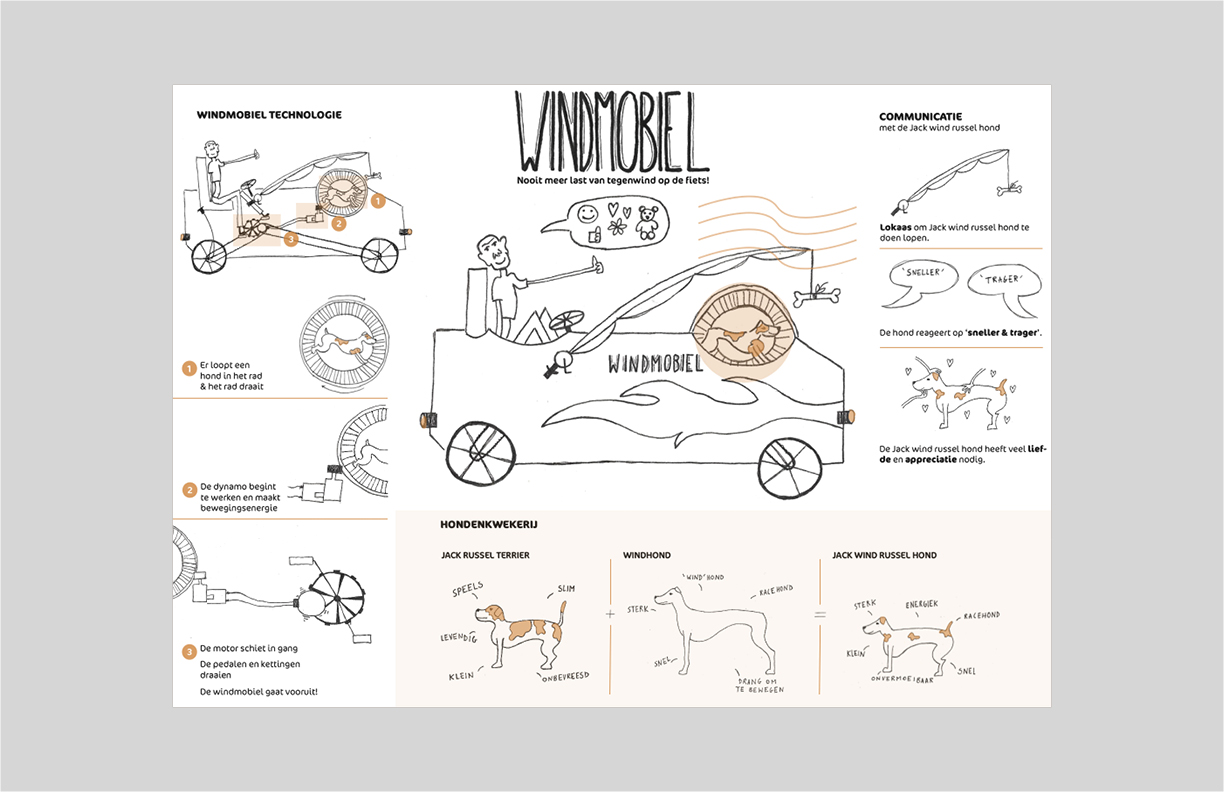 WINDMOBIEL
Nooit meer last van tegenwind op de fiets!
WINDMOBIEL TECHNOLOGIE
1
2
3
1
Er loopt een
hond in het rad
& het rad draait
2
De dynamo begint
te werken en maakt
bewegingsenergie
3
De motor schiet in gang
De pedalen en kettingen
draaien
De windmobiel gaat vooruit!
WINDMOBIEL
COMMUNICATIE
met de Jack wind russel hond
Lokaas om Jack wind russel hond te
doen lopen.
'SNELLER'
'TRAGER'
De hond reageert op 'sneller & trager'.
De Jack wind russel hond heeft veel lief-
de en appreciatie nodig.
HONDENKWEKERIJ
JACK RUSSEL TERRIER
SPEELS
SLIM
LEVENDIG
KLEIN
ONBEVREESD
+
WINDHOND
'WIND' HOND
RACEHOND
STERK
SNEL
DRANG OM
TE BEWEGEN
=
JACK WIND RUSSEL HOND
STERK
ENERGIEK
RACEHOND
KLEIN
ONVERMOEIBAAR
SNEL